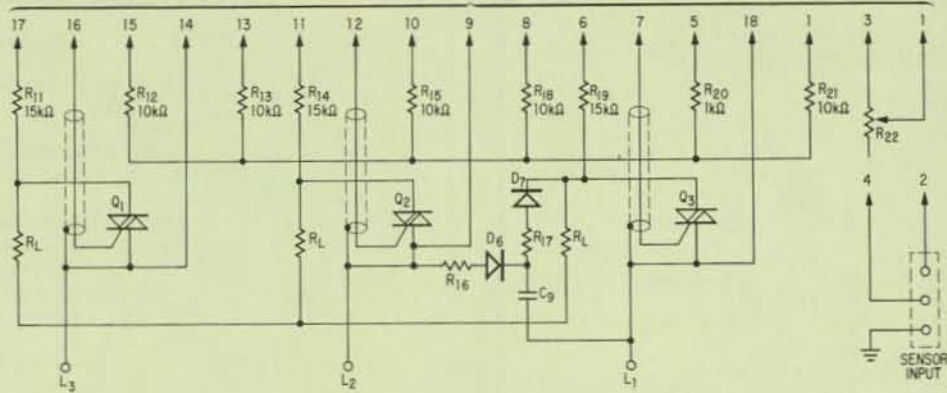 17 16 15 14 13 11 12 10 9 8 6 7 5 18 1 3 1
R11 15kΩ R12 10kΩ R13 10kΩ R14 15kΩ R15 10kΩ R18 10kΩ R19 15kΩ R20 1kΩ R21 10kΩ R22
D7 4 2
Q1 Q2 Q3
RL RL R17 RL
D6
R16 C9
SENSOR
INPUT
L3 L2 L1